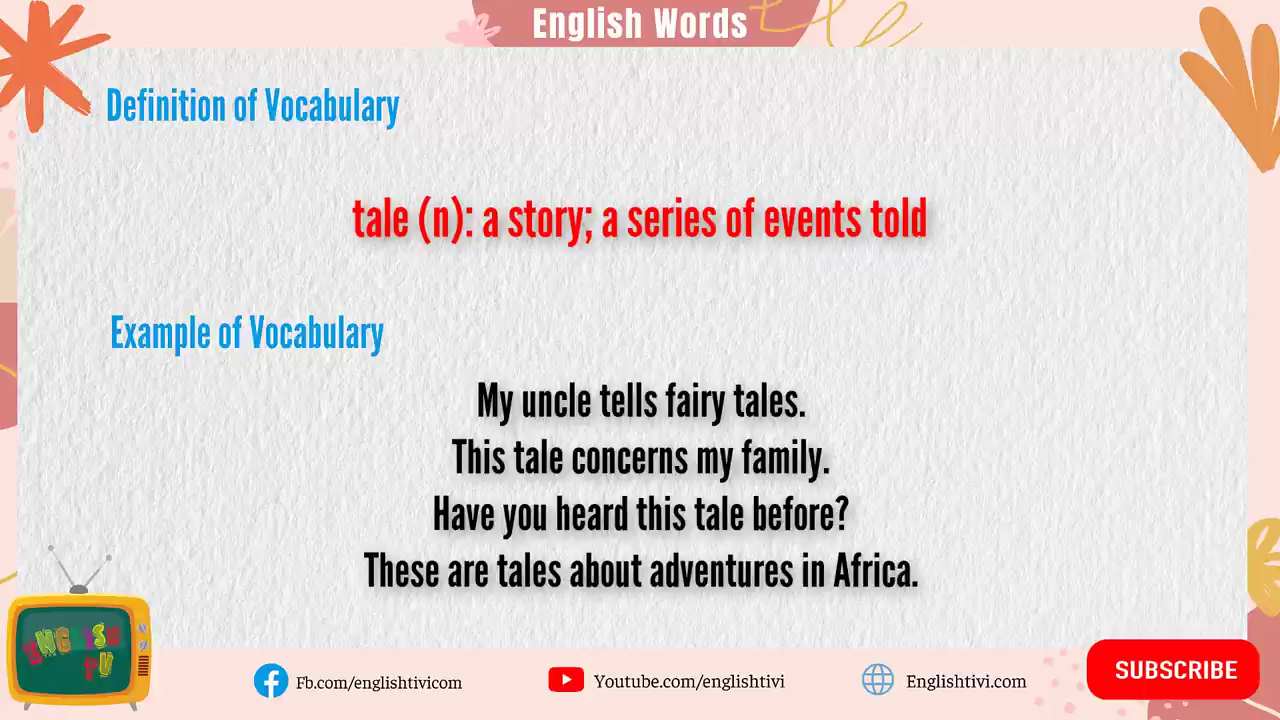 English Words
Definition of Vocabulary
tale (n): a story; a series of events told
Example of Vocabulary
My uncle tells fairy tales.
This tale concerns my family.
Have you heard this tale before?
These are tales about adventures in Africa.
ENGLISH
TV
Fb.com/englishtivicom
Youtube.com/englishtivi
Englishtivi.com
SUBSCRIBE